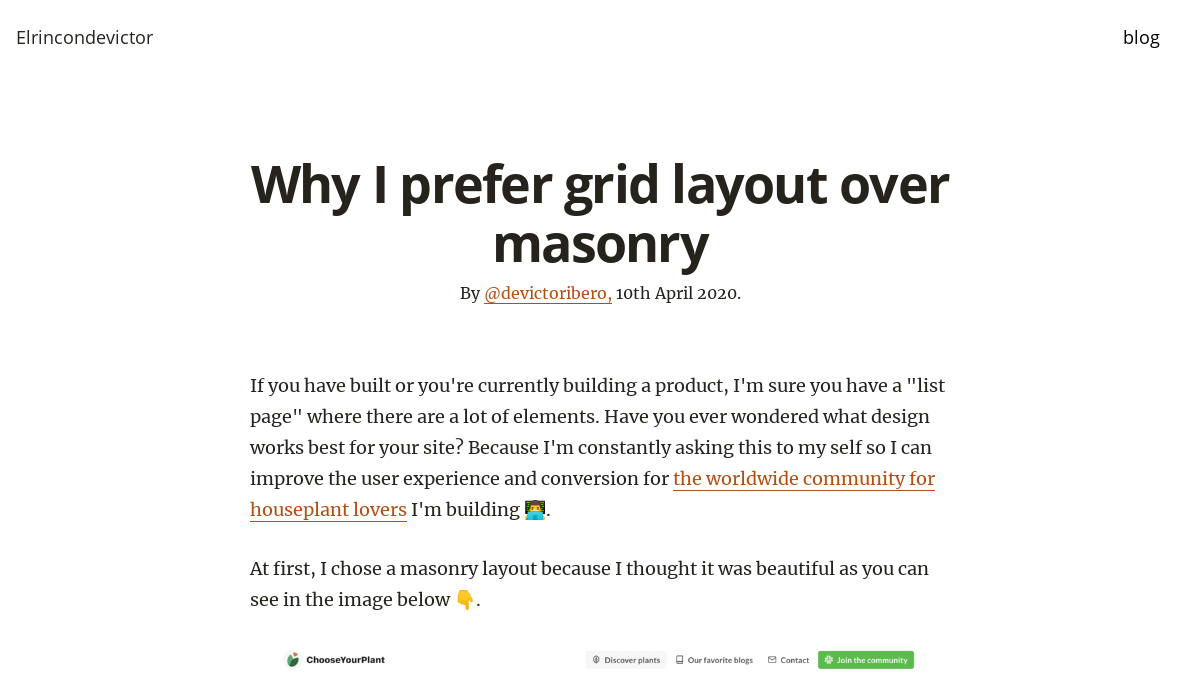 Elrincondevictor
blog
Why I prefer grid layout over
masonry
By @devictoribero, 10th April 2020.
If you have built or you're currently building a product, I'm sure you have a "list
page" where there are a lot of elements. Have you ever wondered what design
works best for your site? Because I'm constantly asking this to my self so I can
improve the user experience and conversion for the worldwide community for
houseplant lovers I'm building 👨‍💻.
At first, I chose a masonry layout because I thought it was beautiful as you can
see in the image below 👇.
ChooseYourPlant
Discover plants
Our favorite blogs
Contact
Join the community